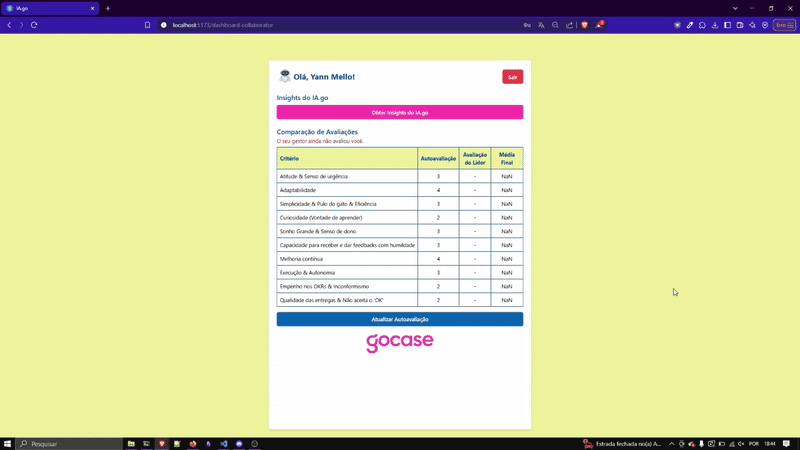 IA.go
localhost:5173/dashboard-collaborator
Erro
Olá, Yann Mello!
Sair
Insights do IA.go
Obter Insights do IA.go
Comparação de Avaliações
O seu gestor ainda não avaliou você.
Critério Autoavaliação Avaliação do Líder Média Final
Atitude & Senso de urgência 3 - NaN
Adaptabilidade 4 - NaN
Simplicidade & Pulo do gato & Eficiência 3 - NaN
Curiosidade (Vontade de aprender) 2 - NaN
Sonho Grande & Senso de dono 3 - NaN
Capacidade para receber e dar feedbacks com humildade 3 - NaN
Melhoria contínua 4 - NaN
Execução & Autonomia 3 - NaN
Empenho nos OKRs & Inconformismo 2 - NaN
Qualidade das entregas & Não aceita o 'OK' 2 - NaN
Atualizar Autoavaliação
gocase
Pesquisar
Estrada fechada no(a) A...
POR
18:44